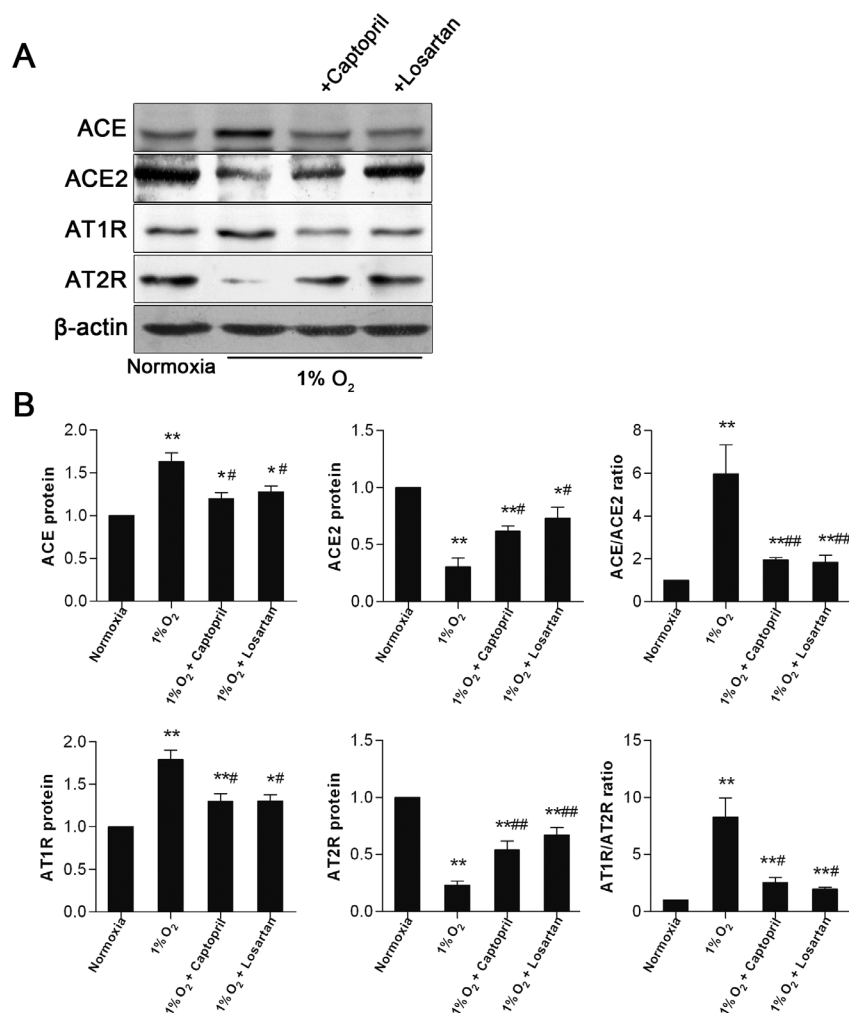 A
+Captopril
+Losartan
ACE
ACE2
AT1R
AT2R
β-actin
Normoxia
1% O₂
B
ACE protein
2.0
1.5
1.0
0.5
0.0
**
*#
*#
Normoxia
1% O₂
1% O₂ + Captopril
1% O₂ + Losartan
ACE2 protein
1.5
1.0
0.5
0.0
**
**#
*#
Normoxia
1% O₂
1% O₂ + Captopril
1% O₂ + Losartan
ACE/ACE2 ratio
8
6
4
2
0
**
**##
**##
Normoxia
1% O₂
1% O₂ + Captopril
1% O₂ + Losartan
AT1R protein
2.0
1.5
1.0
0.5
0.0
**
**#
*#
Normoxia
1% O₂
1% O₂ + Captopril
1% O₂ + Losartan
AT2R protein
1.5
1.0
0.5
0.0
**
**##
**##
Normoxia
1% O₂
1% O₂ + Captopril
1% O₂ + Losartan
AT1R/AT2R ratio
15
10
5
0
**
**#
**#
Normoxia
1% O₂
1% O₂ + Captopril
1% O₂ + Losartan